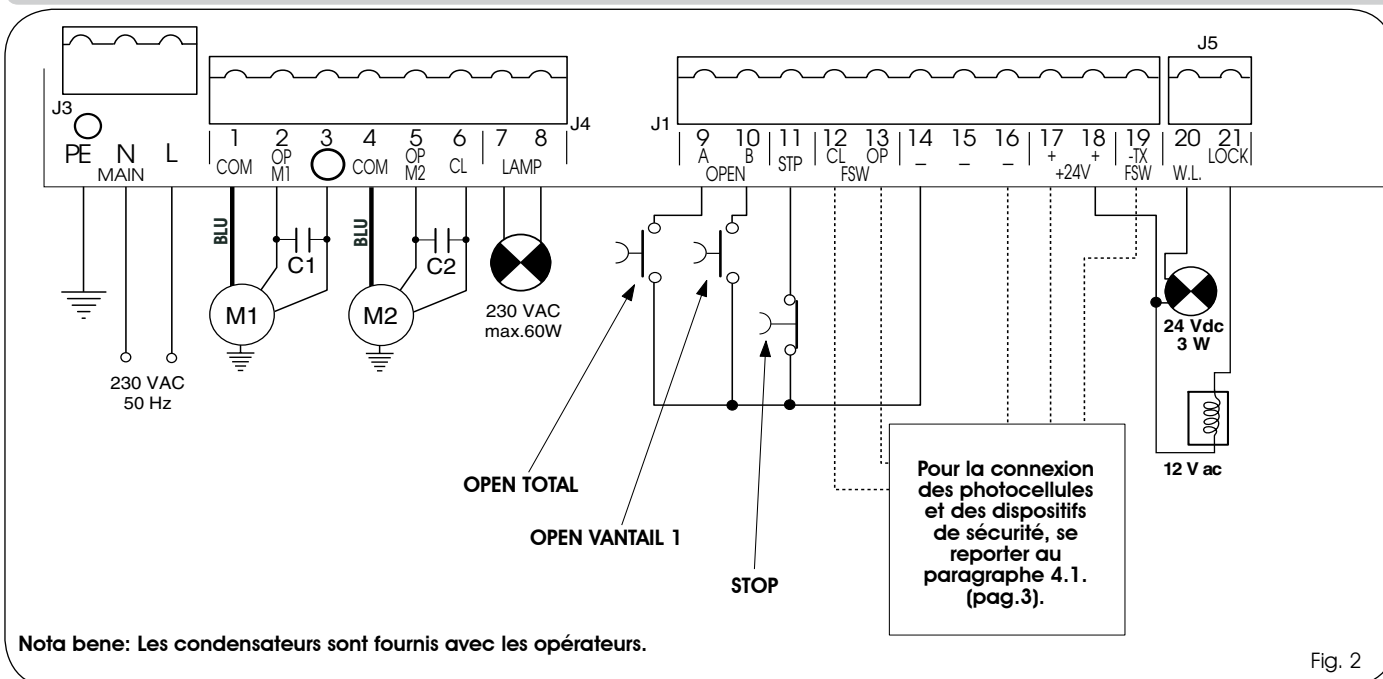 J5
J3
J4
J1
PE N L
MAIN
1 2 3 4 5 6 7 8
COM OP M1 COM OP M2 CL LAMP
9 10 11 12 13 14 15 16 17 18 19 20 21
A B STP CL OP – – – + + -TX LOCK
OPEN FSW +24V FSW W.L.
BLU
BLU
C1
C2
M1
M2
230 VAC
max.60W
230 VAC
50 Hz
24 Vdc
3 W
12 V ac
OPEN TOTAL
OPEN VANTAIL 1
STOP
Pour la connexion
des photocellules
et des dispositifs
de sécurité, se
reporter au
paragraphe 4.1.
(pag.3).
Nota bene: Les condensateurs sont fournis avec les opérateurs.
Fig. 2